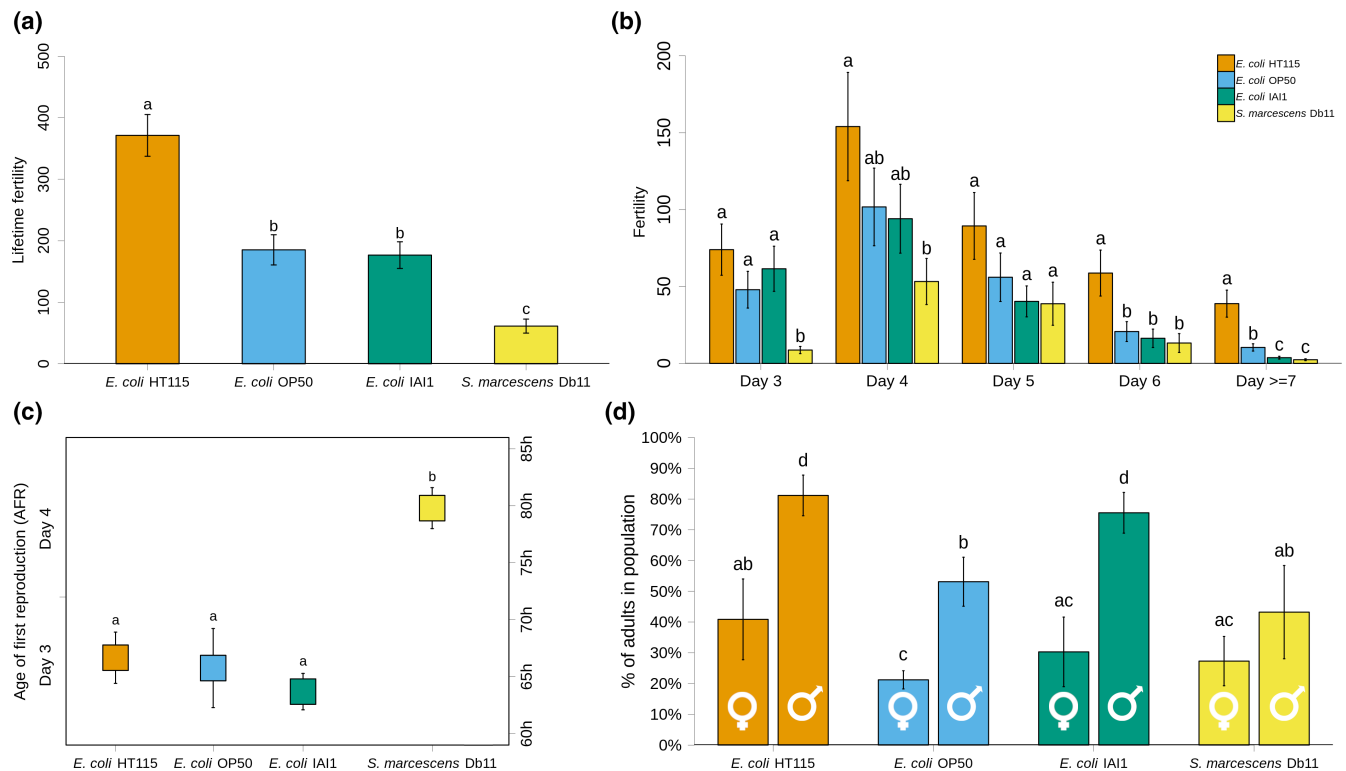 (a)
500
400
300
200
100
0
Lifetime fertility
a
b
b
c
E. coli HT115
E. coli OP50
E. coli IAI1
S. marcescens Db11
(b)
200
150
100
50
0
Fertility
a
a
a
b
a
ab
ab
b
a
a
a
a
a
b
b
b
a
b
c
c
Day 3
Day 4
Day 5
Day 6
Day >=7
E. coli HT115
E. coli OP50
E. coli IAI1
S. marcescens Db11
(c)
Age of first reproduction (AFR)
Day 4
Day 3
a
a
a
b
85h
80h
75h
70h
65h
60h
E. coli HT115
E. coli OP50
E. coli IAI1
S. marcescens Db11
(d)
100%
90%
80%
70%
60%
50%
40%
30%
20%
10%
0%
% of adults in population
ab
d
c
b
ac
d
ac
ab
E. coli HT115
E. coli OP50
E. coli IAI1
S. marcescens Db11